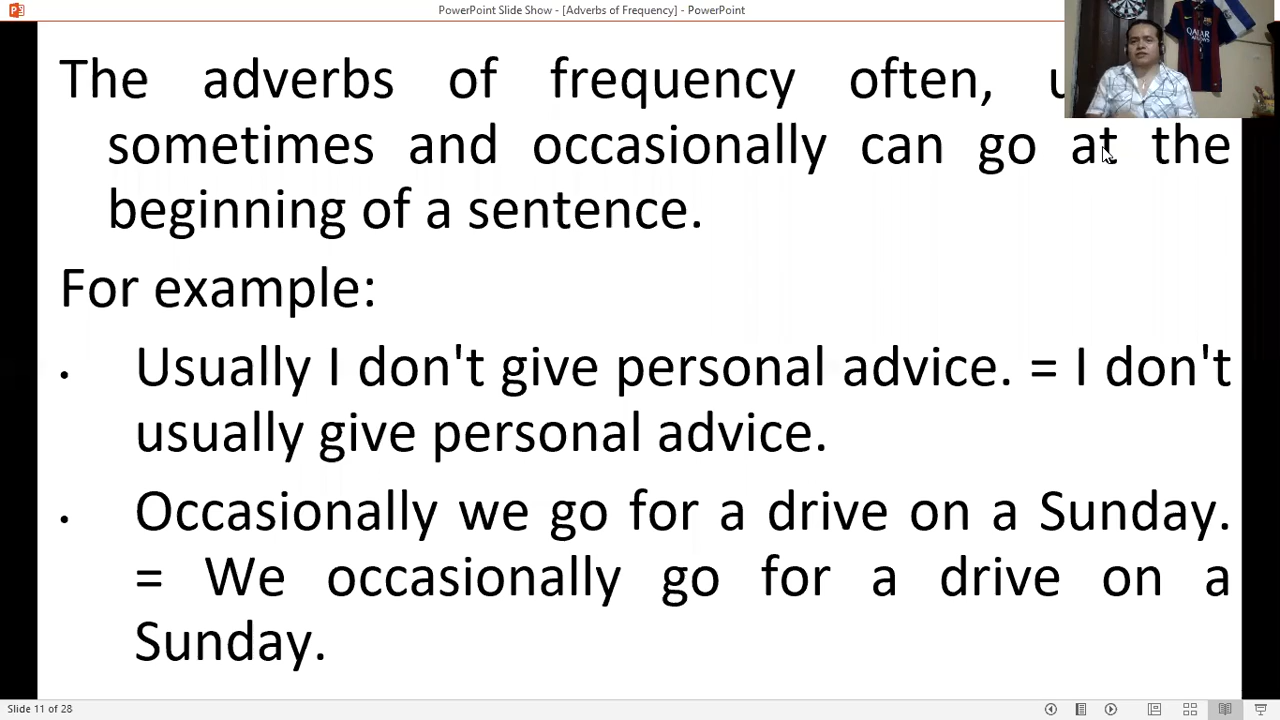 PowerPoint Slide Show - [Adverbs of Frequency] - PowerPoint
The adverbs of frequency often,
sometimes and occasionally can go at the
beginning of a sentence.
For example:
• Usually I don't give personal advice. = I don't
usually give personal advice.
• Occasionally we go for a drive on a Sunday.
= We occasionally go for a drive on a
Sunday.
QATAR
AIRWAYS
Slide 11 of 28